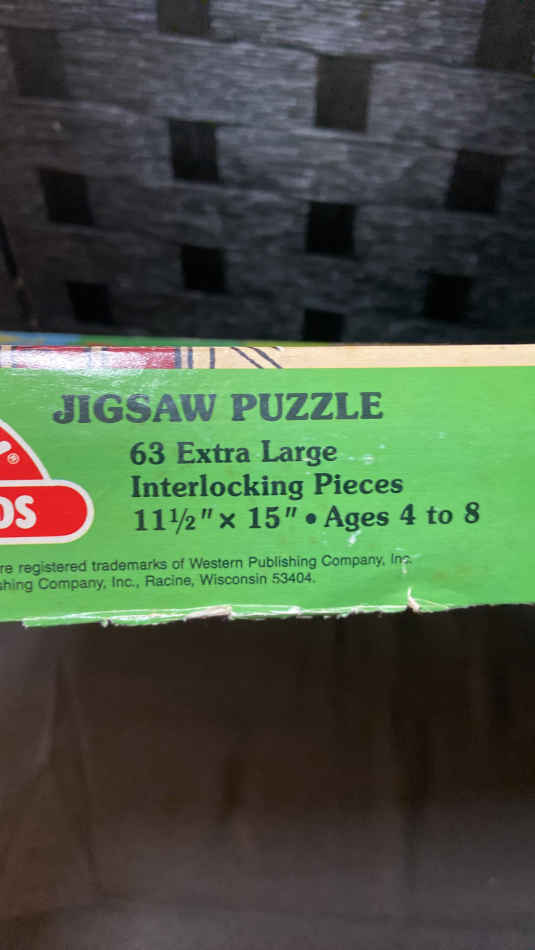 JIGSAW PUZZLE
63 Extra Large
Interlocking Pieces
11½" x 15" • Ages 4 to 8
®
DS
re registered trademarks of Western Publishing Company, Inc.
shing Company, Inc., Racine, Wisconsin 53404.